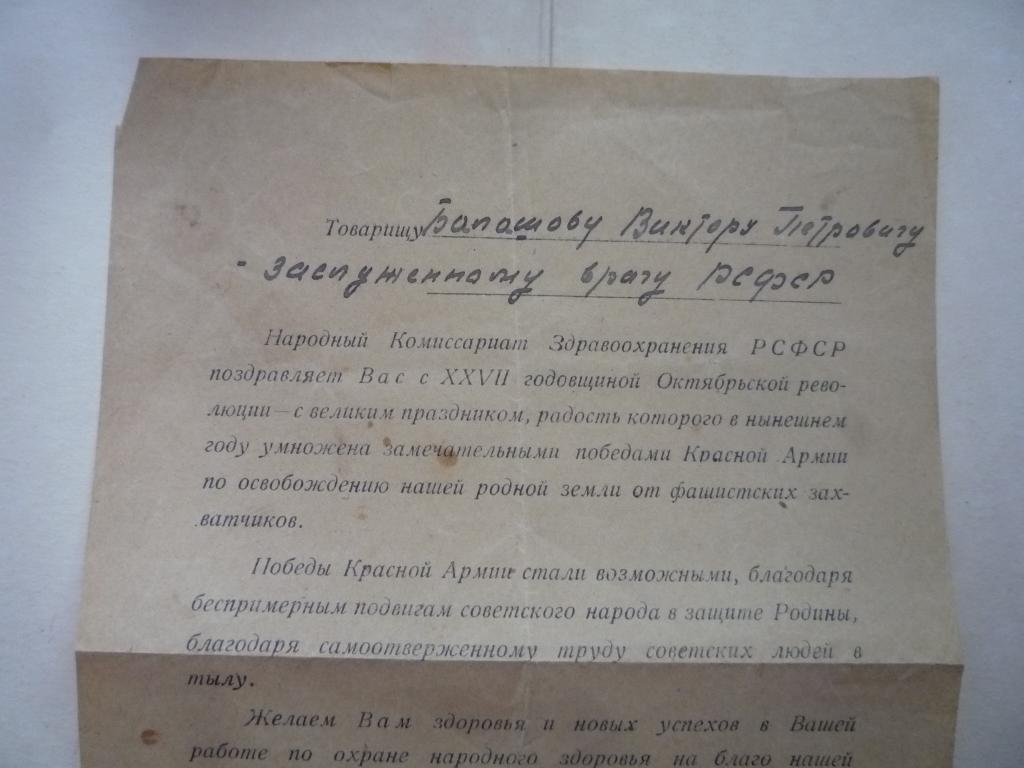 Товарищу Балашову Виктору Петровичу
- заслуженному врачу РСФСР
Народный Комиссариат Здравоохранения РСФСР
поздравляет Вас с XXVII годовщиной Октябрьской рево-
люции — с великим праздником, радость которого в нынешнем
году умножена замечательными победами Красной Армии
по освобождению нашей родной земли от фашистских зах-
ватчиков.
Победы Красной Армии стали возможными, благодаря
беспримерным подвигам советского народа в защите Родины,
благодаря самоотверженному труду советских людей в
тылу.
Желаем Вам здоровья и новых успехов в Вашей
работе по охране народного здоровья на благо нашей